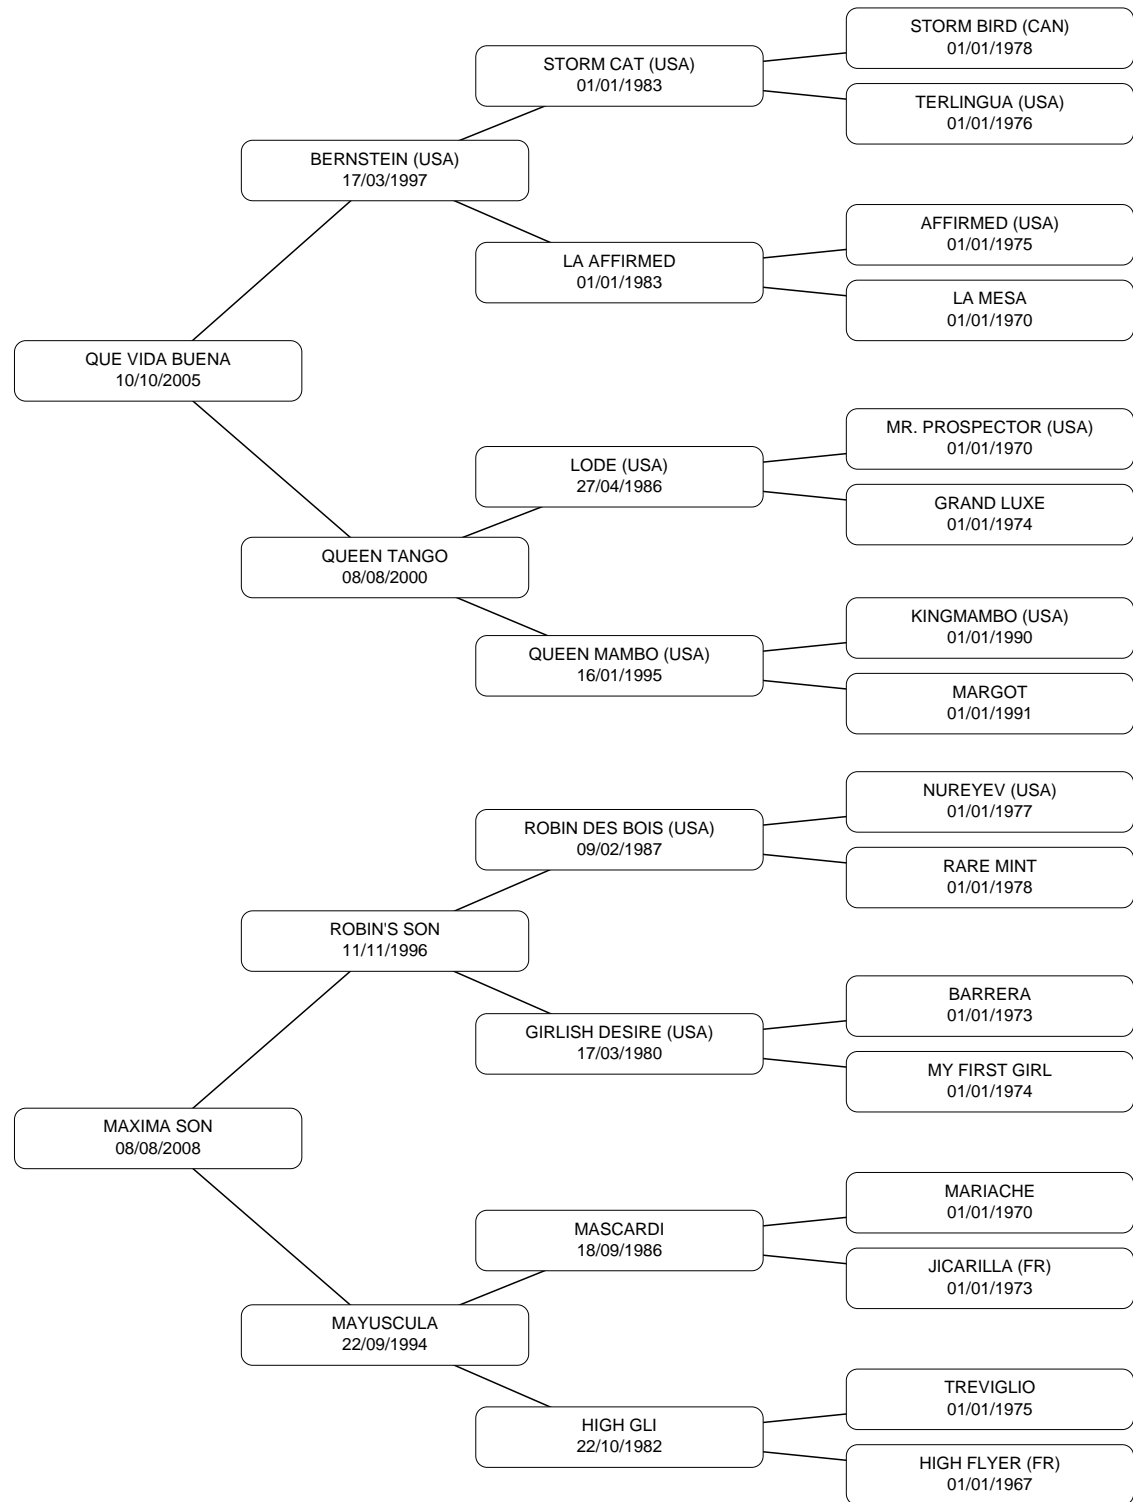 STORM BIRD (CAN)
01/01/1978
STORM CAT (USA)
01/01/1983
TERLINGUA (USA)
01/01/1976
BERNSTEIN (USA)
17/03/1997
AFFIRMED (USA)
01/01/1975
LA AFFIRMED
01/01/1983
LA MESA
01/01/1970
QUE VIDA BUENA
10/10/2005
MR. PROSPECTOR (USA)
01/01/1970
LODE (USA)
27/04/1986
GRAND LUXE
01/01/1974
QUEEN TANGO
08/08/2000
KINGMAMBO (USA)
01/01/1990
QUEEN MAMBO (USA)
16/01/1995
MARGOT
01/01/1991
NUREYEV (USA)
01/01/1977
ROBIN DES BOIS (USA)
09/02/1987
RARE MINT
01/01/1978
ROBIN'S SON
11/11/1996
BARRERA
01/01/1973
GIRLISH DESIRE (USA)
17/03/1980
MY FIRST GIRL
01/01/1974
MAXIMA SON
08/08/2008
MARIACHE
01/01/1970
MASCARDI
18/09/1986
JICARILLA (FR)
01/01/1973
MAYUSCULA
22/09/1994
TREVIGLIO
01/01/1975
HIGH GLI
22/10/1982
HIGH FLYER (FR)
01/01/1967